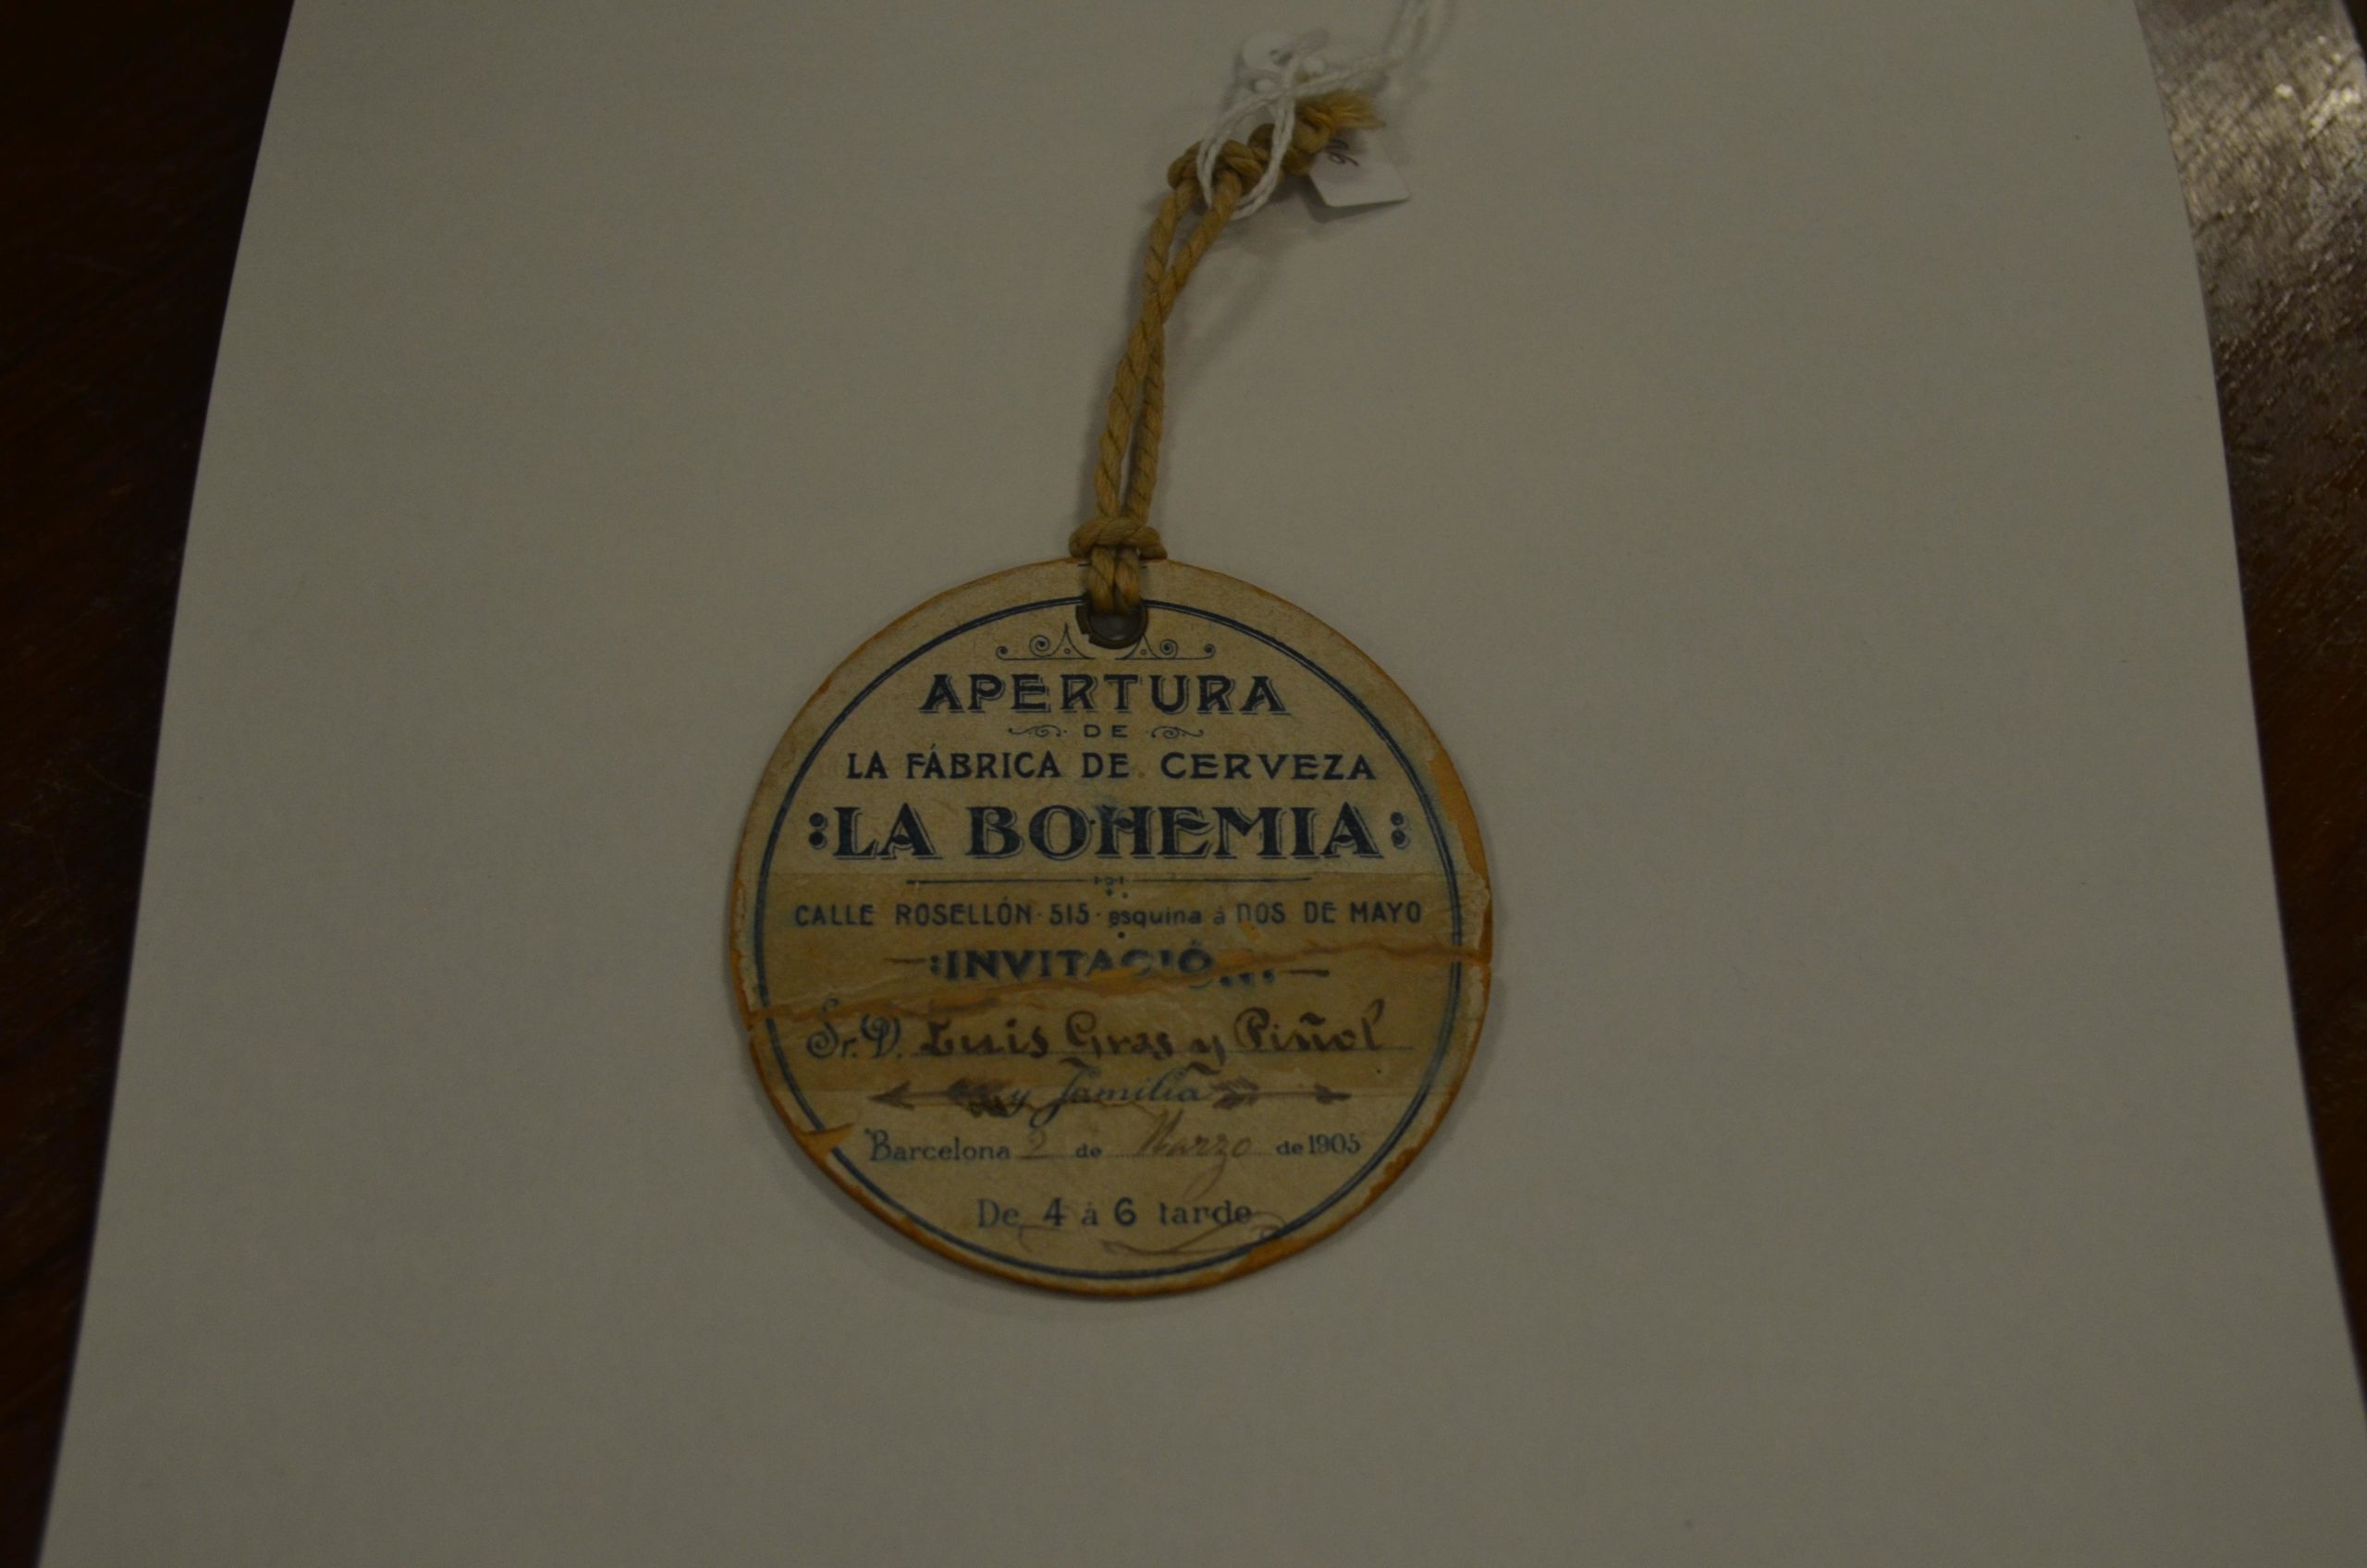 APERTURA
DE
LA FÁBRICA DE CERVEZA
:LA BOHEMIA:
CALLE ROSELLÓN · 515 · esquina á DOS DE MAYO
Sr. D. Luis Gras y Piñol
y familia
Barcelona 2 de Marzo de 1905
De 4 á 6 tarde